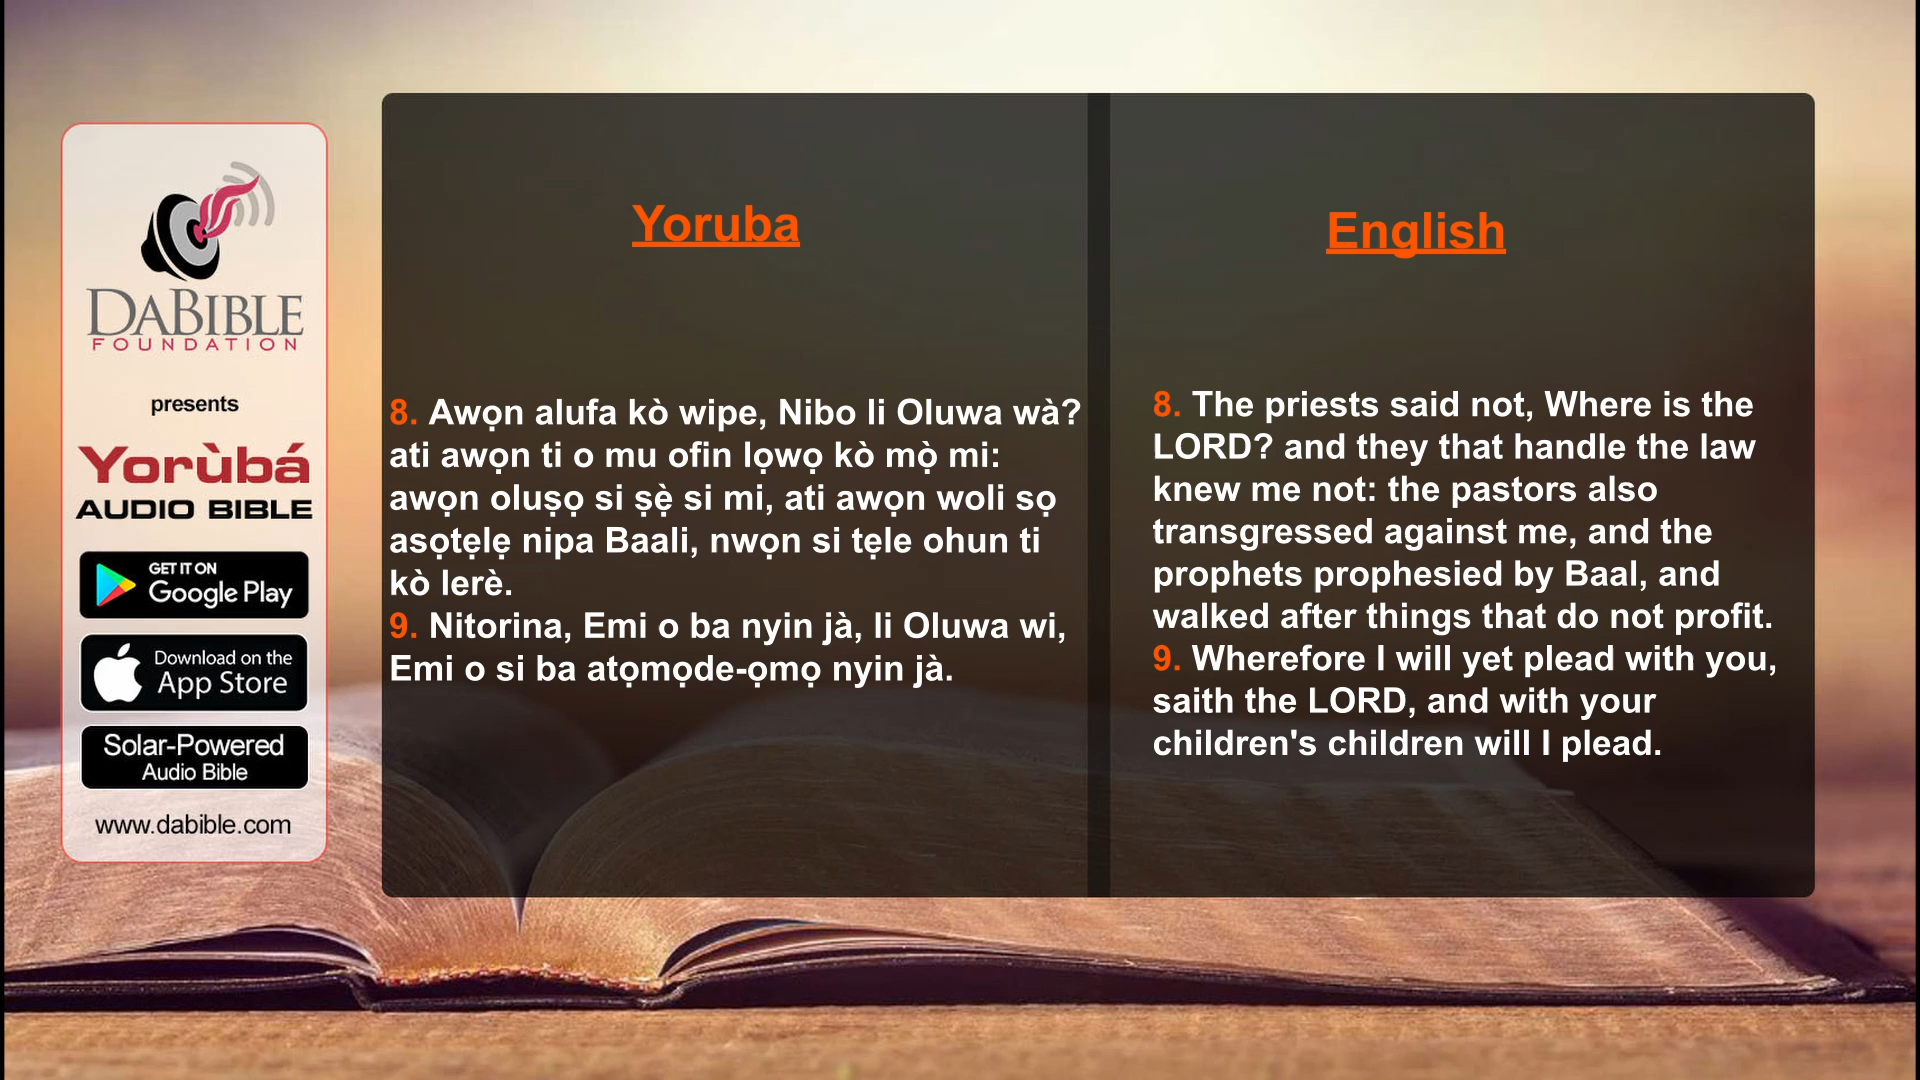 DABIBLE
FOUNDATION
presents
Yorùbá
AUDIO BIBLE
GET IT ON
Google Play
Download on the
App Store
Solar-Powered
Audio Bible
www.dabible.com
Yoruba
8. Awọn alufa kò wipe, Nibo li Oluwa wà?
ati awọn ti o mu ofin lọwọ kò mọ̀ mi:
awọn oluṣọ si ṣẹ̀ si mi, ati awọn woli sọ
asọtẹlẹ nipa Baali, nwọn si tẹle ohun ti
kò lerè.
9. Nitorina, Emi o ba nyin jà, li Oluwa wi,
Emi o si ba atọmọde-ọmọ nyin jà.
English
8. The priests said not, Where is the
LORD? and they that handle the law
knew me not: the pastors also
transgressed against me, and the
prophets prophesied by Baal, and
walked after things that do not profit.
9. Wherefore I will yet plead with you,
saith the LORD, and with your
children's children will I plead.